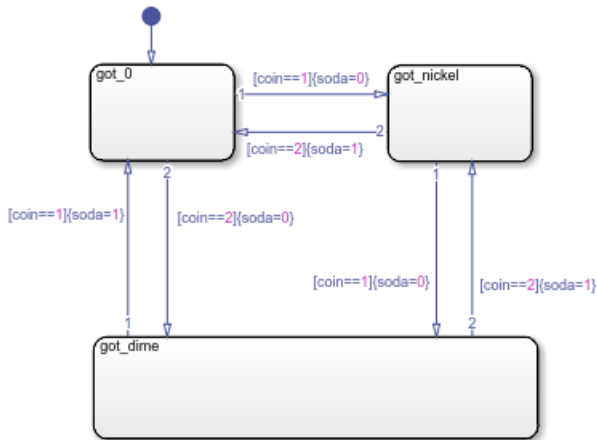 got_0
got_nickel
1
[coin==1]{soda=0}
2
[coin==2]{soda=1}
2
1
[coin==1]{soda=1}
[coin==2]{soda=0}
[coin==1]{soda=0}
[coin==2]{soda=1}
1
2
got_dime